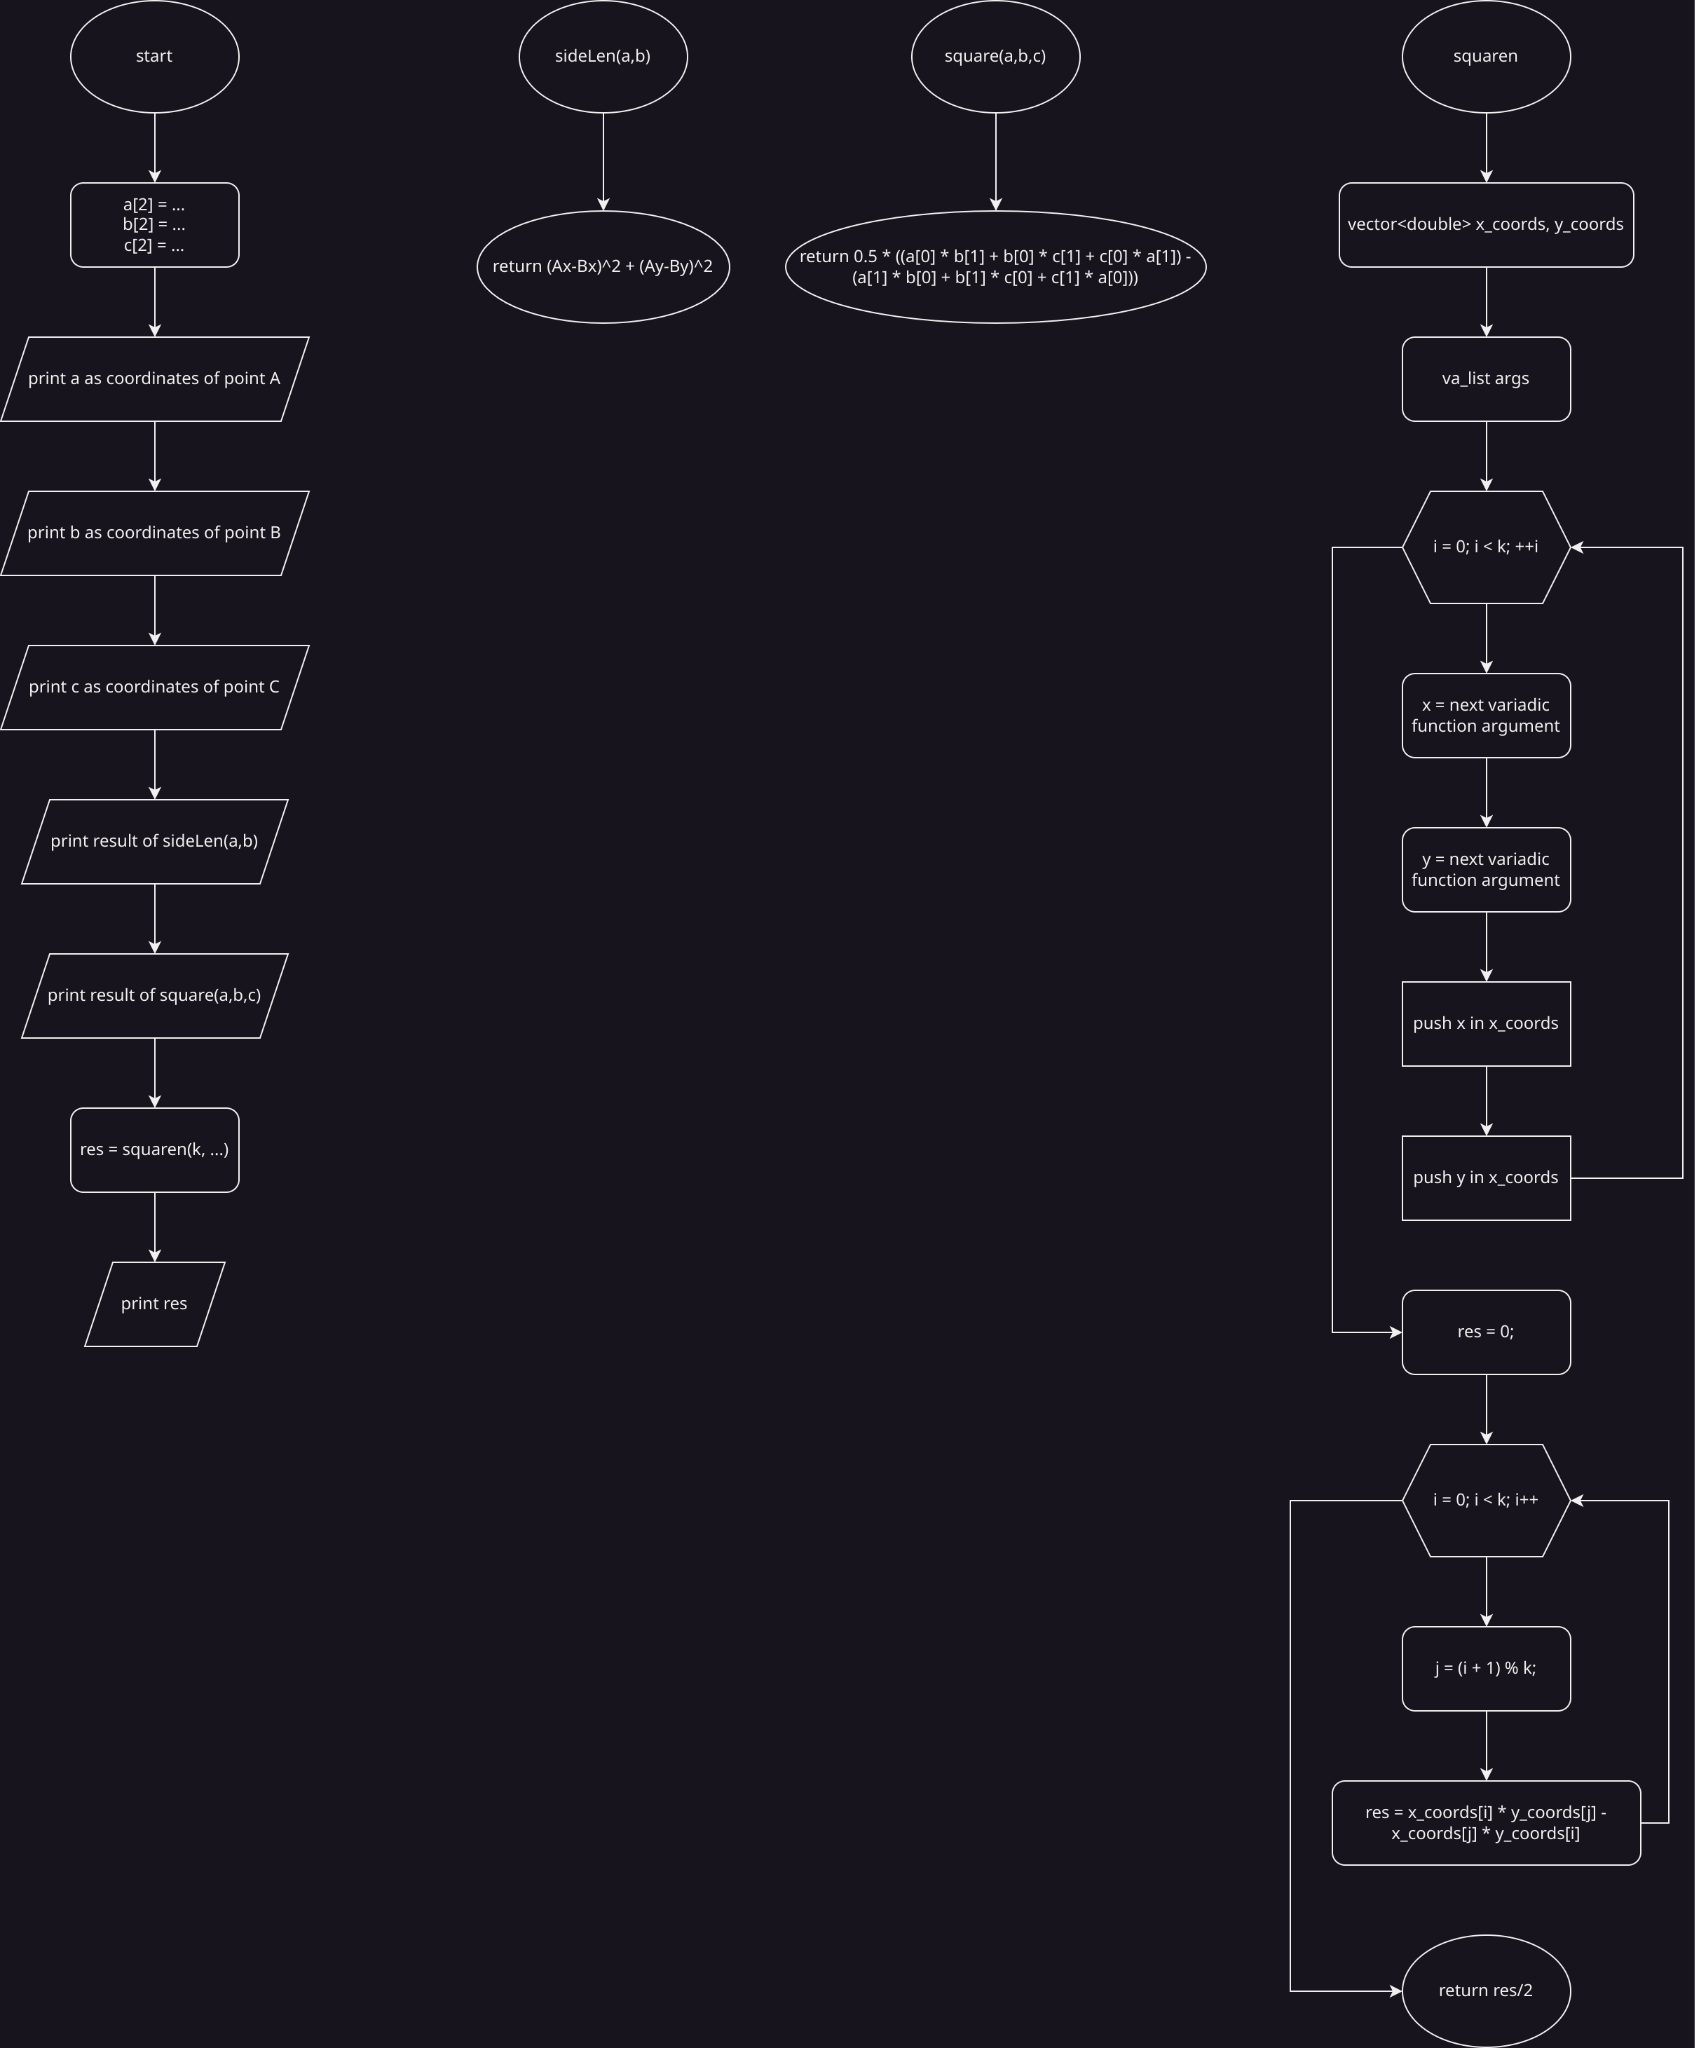 start
a[2] = ...
b[2] = ...
c[2] = ...
print a as coordinates of point A
print b as coordinates of point B
print c as coordinates of point C
print result of sideLen(a,b)
print result of square(a,b,c)
res = squaren(k, ...)
print res
sideLen(a,b)
return (Ax-Bx)^2 + (Ay-By)^2
square(a,b,c)
return 0.5 * ((a[0] * b[1] + b[0] * c[1] + c[0] * a[1]) -
(a[1] * b[0] + b[1] * c[0] + c[1] * a[0]))
squaren
vector<double> x_coords, y_coords
va_list args
i = 0; i < k; ++i
x = next variadic
function argument
y = next variadic
function argument
push x in x_coords
push y in x_coords
res = 0;
i = 0; i < k; i++
j = (i + 1) % k;
res = x_coords[i] * y_coords[j] -
x_coords[j] * y_coords[i]
return res/2